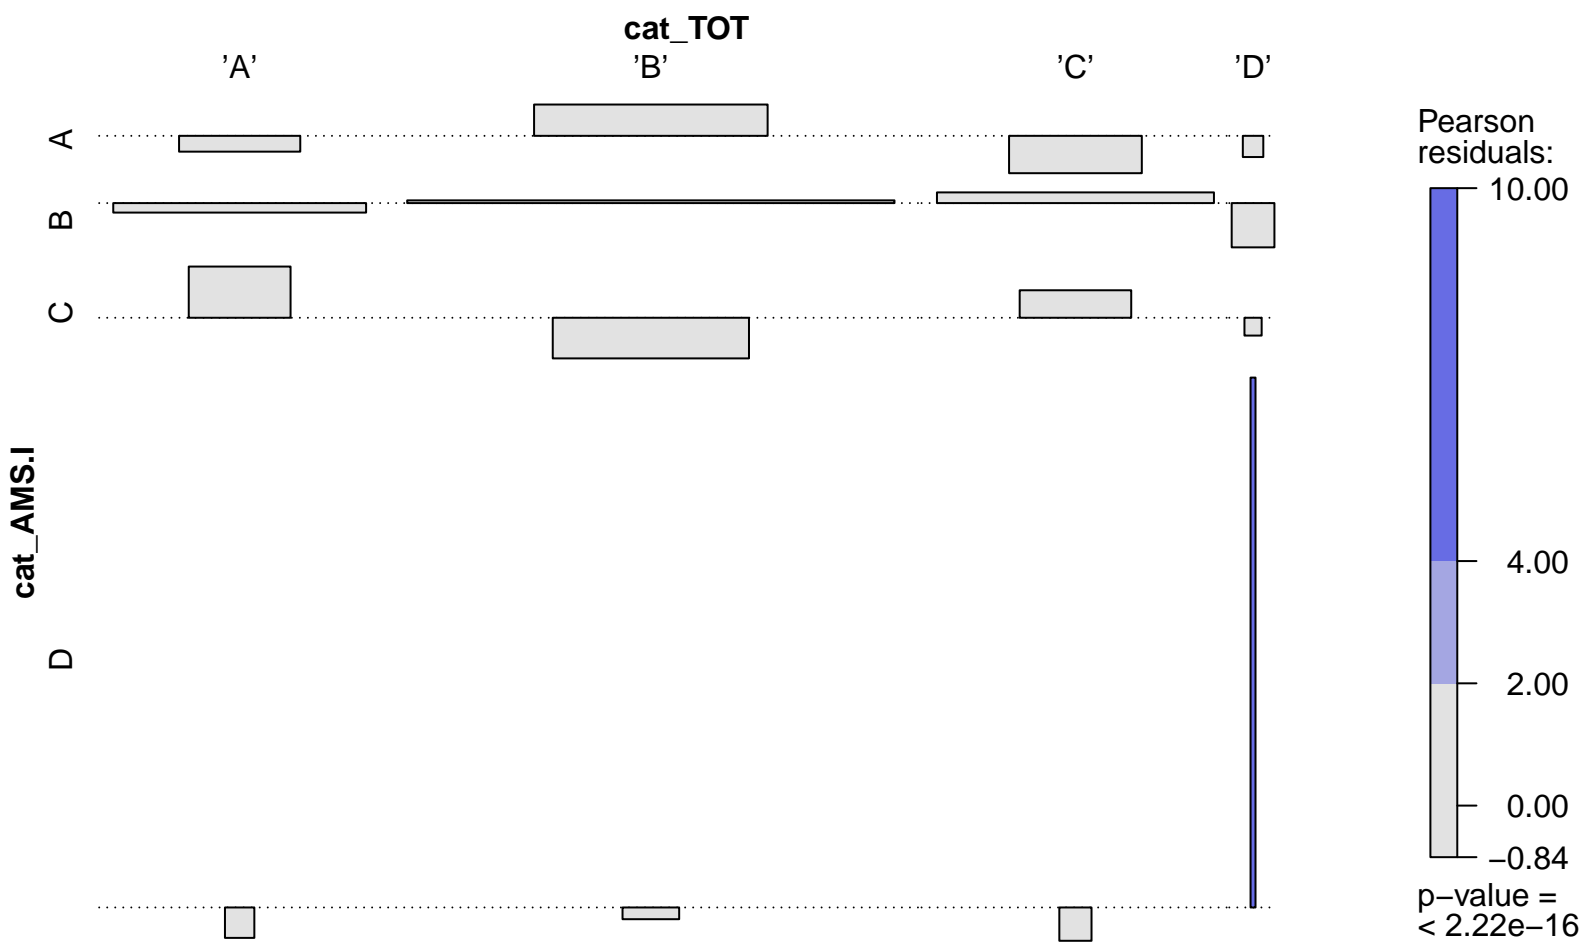 cat_TOT
’A’ ’B’ ’C’ ’D’
A
B
C
D
cat_AMS.I
Pearson
residuals:
10.00
4.00
2.00
0.00
−0.84
p−value =
< 2.22e−16